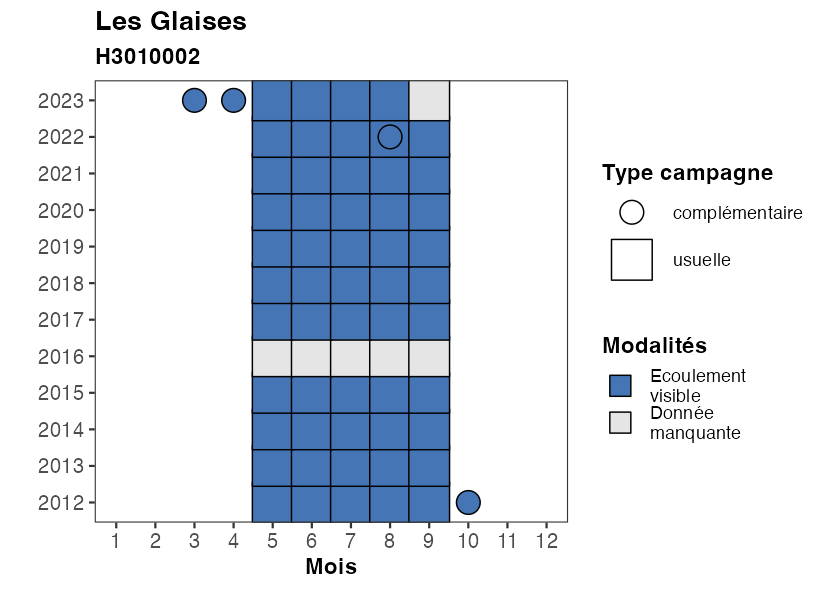 Les Glaises
H3010002
2023
2022
2021
2020
2019
2018
2017
2016
2015
2014
2013
2012
1 2 3 4 5 6 7 8 9 10 11 12
Mois
Type campagne
complémentaire
usuelle
Modalités
Ecoulement
visible
Donnée
manquante